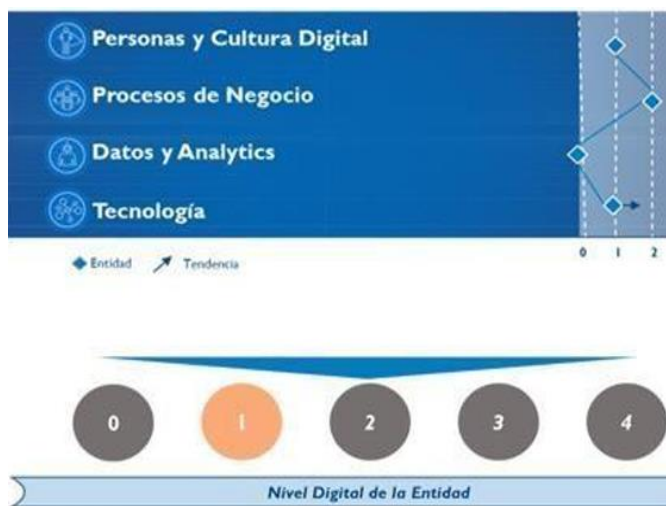 Personas y Cultura Digital
Procesos de Negocio
Datos y Analytics
Tecnología
Entidad Tendencia
0 1 2
0 1 2 3 4
Nivel Digital de la Entidad